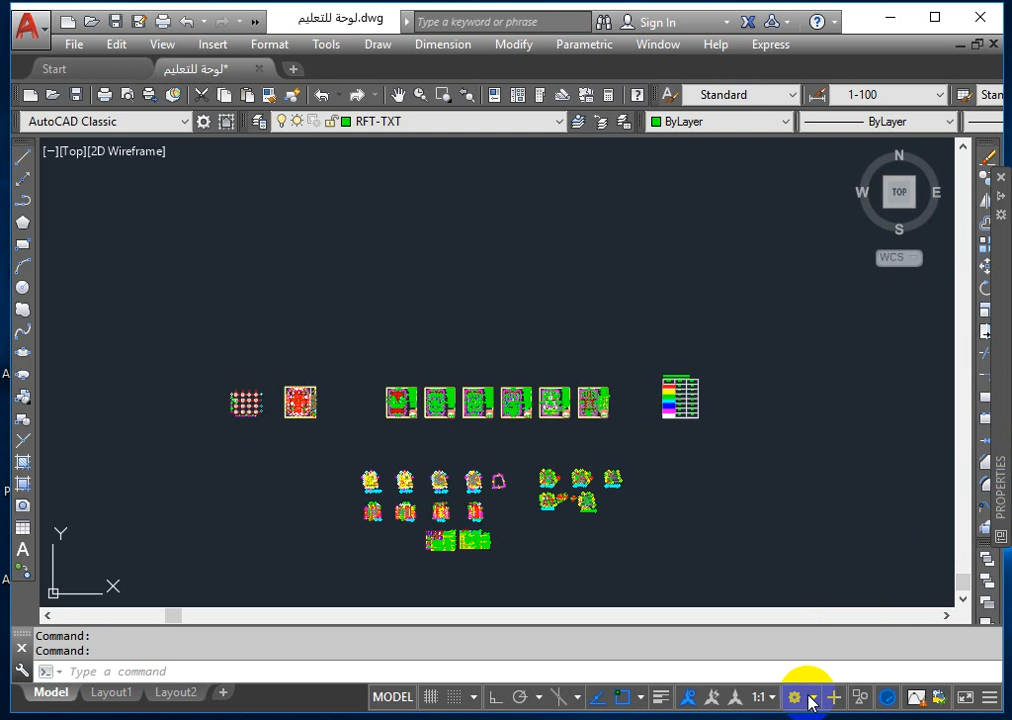 لوحة للتعليم.dwg
Type a keyword or phrase
Sign In
File Edit View Insert Format Tools Draw Dimension Modify Parametric Window Help Express
Start
لوحة للتعليم*
Standard
1-100
Stan
AutoCAD Classic
RFT-TXT
ByLayer
ByLayer
[−][Top][2D Wireframe]
N
W
TOP
E
S
WCS
PROPERTIES
Y
X
Command:
Command:
Type a command
Model Layout1 Layout2
MODEL
1:1